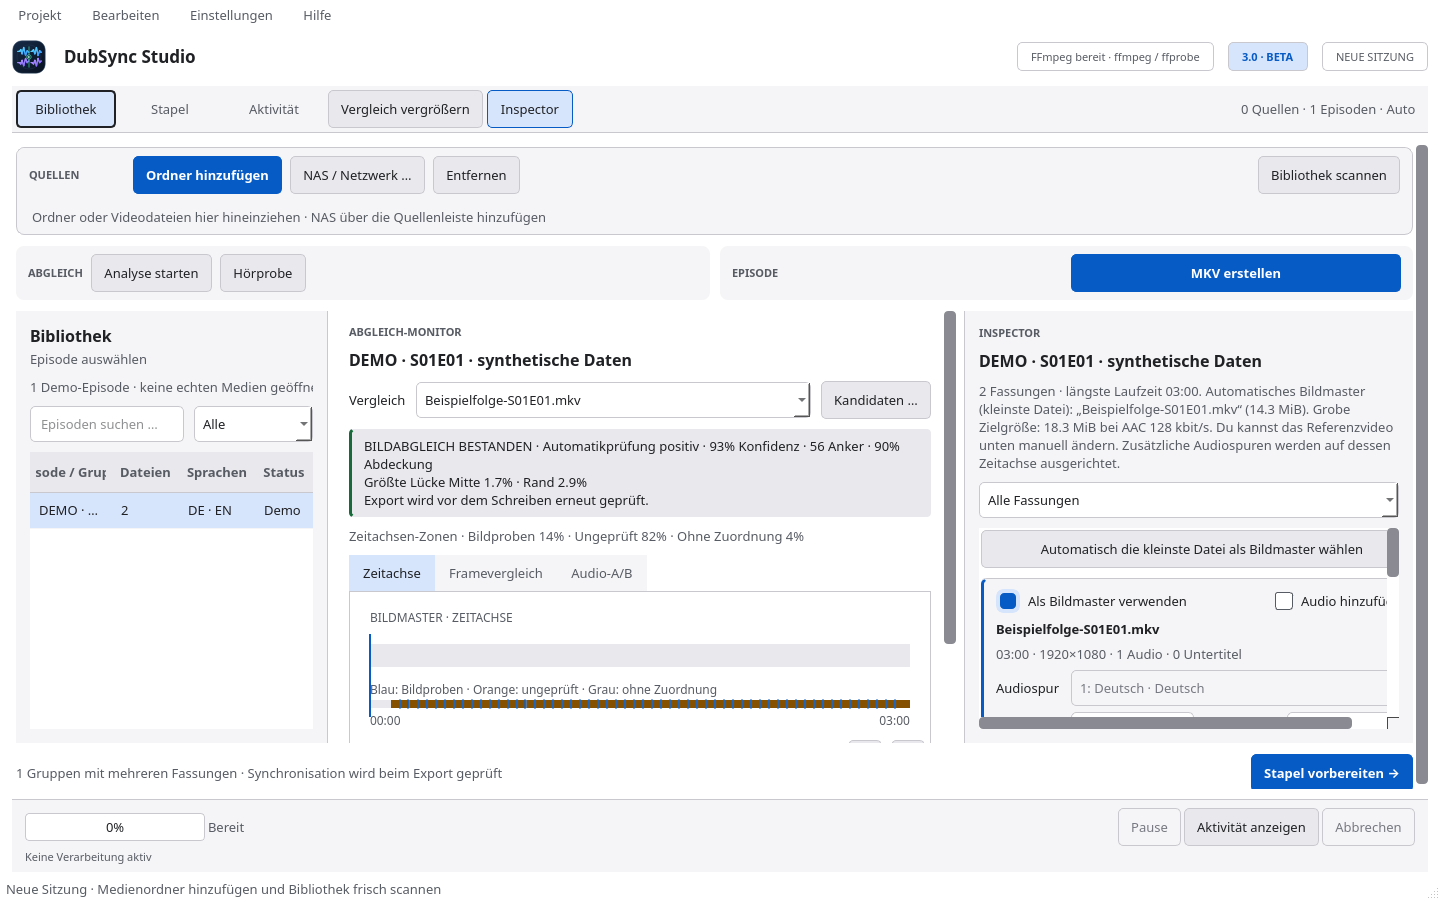 Projekt Bearbeiten Einstellungen Hilfe
DubSync Studio
FFmpeg bereit · ffmpeg / ffprobe
3.0 · BETA
NEUE SITZUNG
Bibliothek Stapel Aktivität Vergleich vergrößern Inspector
0 Quellen · 1 Episoden · Auto
QUELLEN Ordner hinzufügen NAS / Netzwerk ... Entfernen Bibliothek scannen
Ordner oder Videodateien hier hineinziehen · NAS über die Quellenleiste hinzufügen
ABGLEICH Analyse starten Hörprobe
EPISODE MKV erstellen
Bibliothek
Episode auswählen
1 Demo-Episode · keine echten Medien geöffne
Episoden suchen ... Alle
sode / Grup Dateien Sprachen Status
DEMO · ... 2 DE · EN Demo
ABGLEICH-MONITOR
DEMO · S01E01 · synthetische Daten
Vergleich Beispielfolge-S01E01.mkv Kandidaten ...
BILDABGLEICH BESTANDEN · Automatikprüfung positiv · 93% Konfidenz · 56 Anker · 90%
Abdeckung
Größte Lücke Mitte 1.7% · Rand 2.9%
Export wird vor dem Schreiben erneut geprüft.
Zeitachsen-Zonen · Bildproben 14% · Ungeprüft 82% · Ohne Zuordnung 4%
Zeitachse Framevergleich Audio-A/B
BILDMASTER · ZEITACHSE
Blau: Bildproben · Orange: ungeprüft · Grau: ohne Zuordnung
00:00 03:00
INSPECTOR
DEMO · S01E01 · synthetische Daten
2 Fassungen · längste Laufzeit 03:00. Automatisches Bildmaster
(kleinste Datei): „Beispielfolge-S01E01.mkv“ (14.3 MiB). Grobe
Zielgröße: 18.3 MiB bei AAC 128 kbit/s. Du kannst das Referenzvideo
unten manuell ändern. Zusätzliche Audiospuren werden auf dessen
Zeitachse ausgerichtet.
Alle Fassungen
Automatisch die kleinste Datei als Bildmaster wählen
Als Bildmaster verwenden Audio hinzufüg
Beispielfolge-S01E01.mkv
03:00 · 1920×1080 · 1 Audio · 0 Untertitel
Audiospur 1: Deutsch · Deutsch
1 Gruppen mit mehreren Fassungen · Synchronisation wird beim Export geprüft
Stapel vorbereiten →
0% Bereit
Keine Verarbeitung aktiv
Pause Aktivität anzeigen Abbrechen
Neue Sitzung · Medienordner hinzufügen und Bibliothek frisch scannen